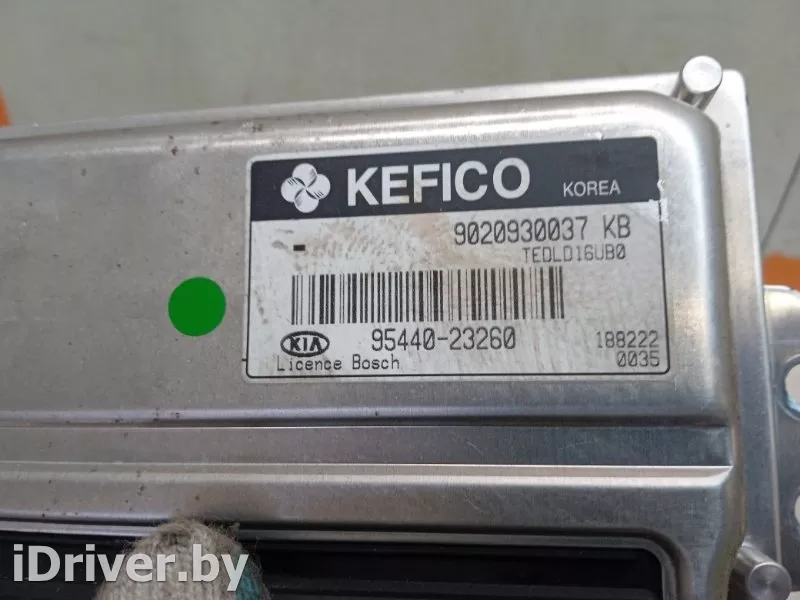 KEFICO KOREA
9020930037 KB
TEDLD16UB0
95440-23260 188222
KIA
Licence Bosch 0035
iDriver.by